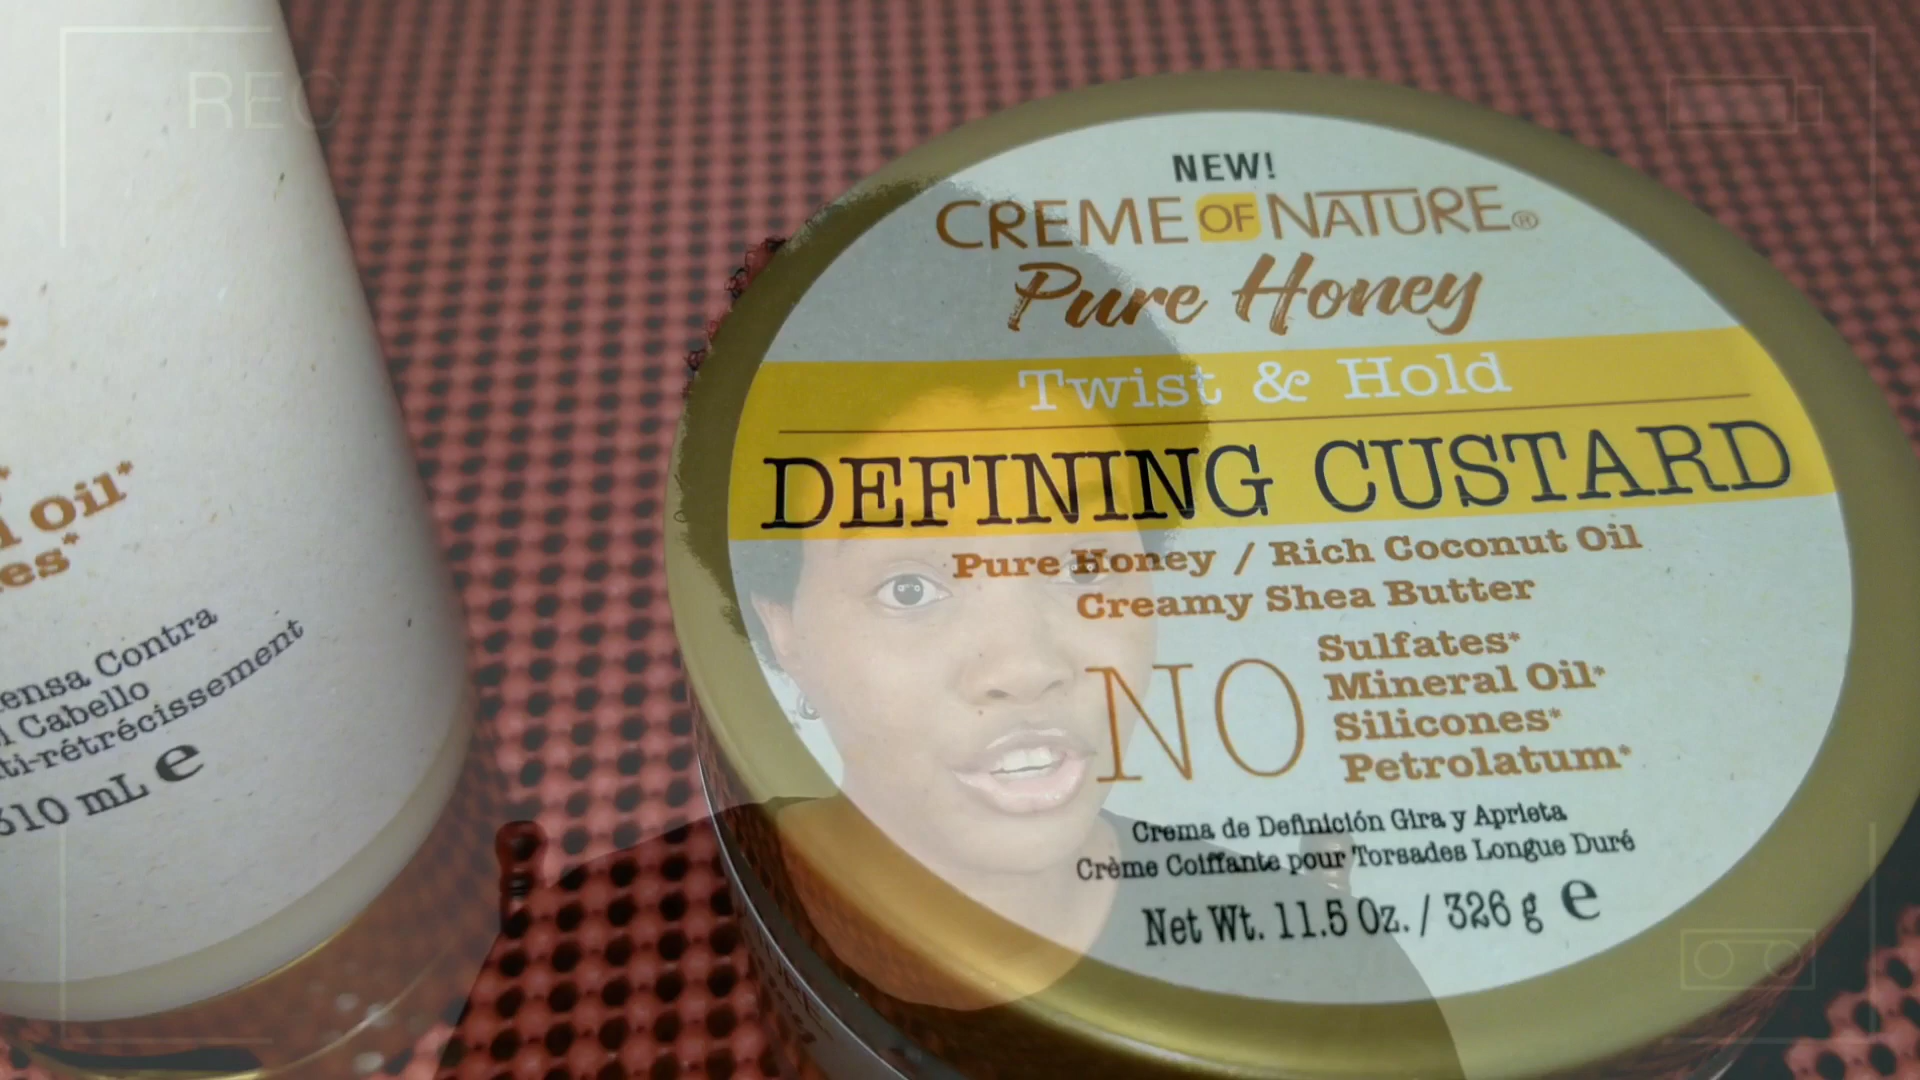 REC
Oil*
es*
ensa Contra
Cabello
ti-rétrécissement
310 mL e
NEW!
CREME OF NATURE®
Pure Honey
Twist & Hold
DEFINING CUSTARD
Pure Honey / Rich Coconut Oil
Creamy Shea Butter
NO
Sulfates*
Mineral Oil*
Silicones*
Petrolatum*
Crema de Definición Gira y Aprieta
Crème Coiffante pour Torsades Longue Duré
Net Wt. 11.5 Oz. / 326 g e